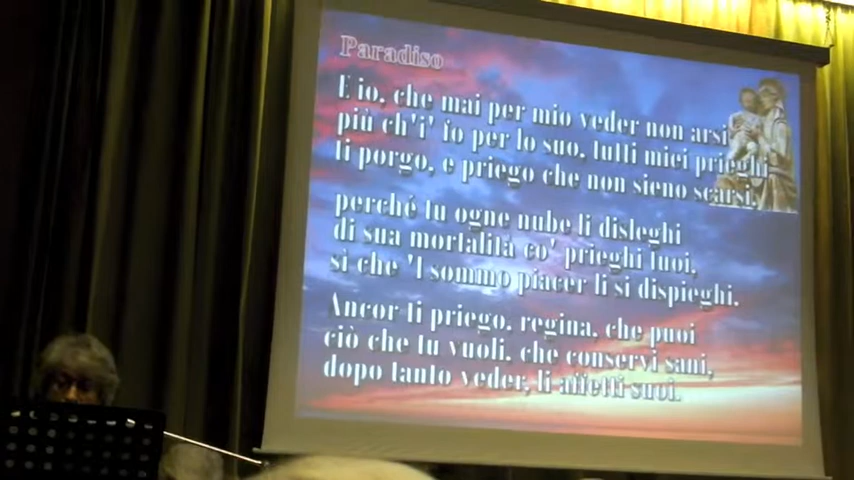 Paradiso
E io, che mai per mio veder non arsi
più ch'i' fo per lo suo, tutti miei prieghi
ti porgo, e priego che non sieno scarsi,
perché tu ogne nube li disleghi
di sua mortalità co' prieghi tuoi,
sì che 'l sommo piacer li si dispieghi.
Ancor ti priego, regina, che puoi
ciò che tu vuoli, che conservi sani,
dopo tanto veder, li affetti suoi.